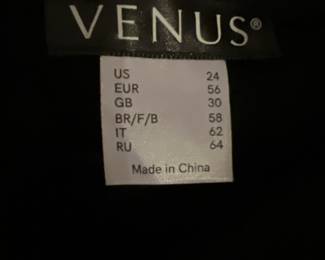 VENUS®
US 24
EUR 56
GB 30
BR/F/B 58
IT 62
RU 64
Made in China